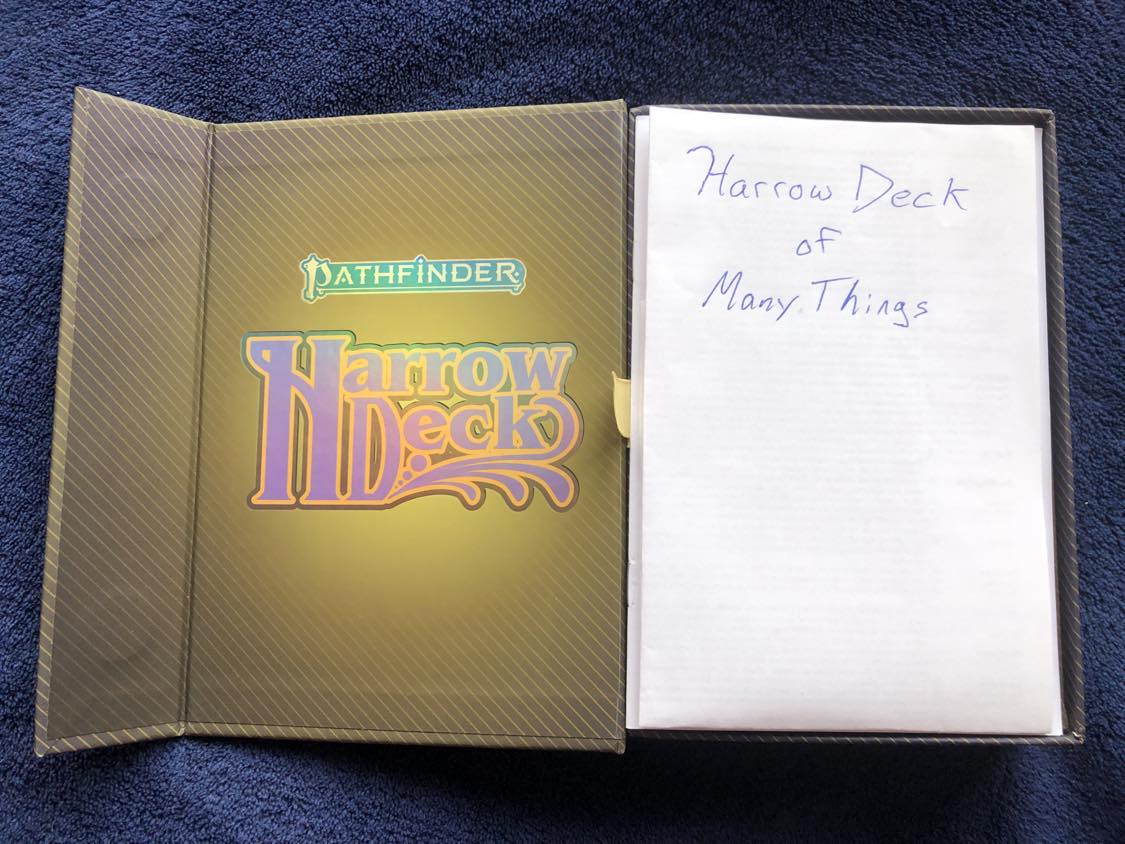 PATHFINDER
Harrow
Deck
Harrow Deck
of
Many Things